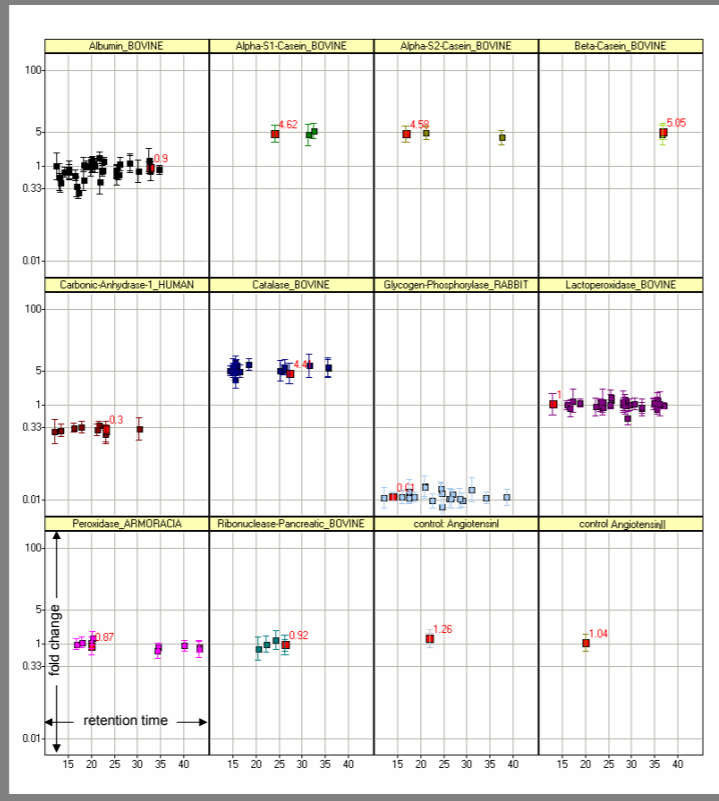 Albumin_BOVINE Alpha-S1-Casein_BOVINE Alpha-S2-Casein_BOVINE Beta-Casein_BOVINE
100
5 4.62 4.58 5.05
1 0.9
0.33
0.01
Carbonic-Anhydrase-1_HUMAN Catalase_BOVINE Glycogen-Phosphorylase_RABBIT Lactoperoxidase_BOVINE
100
5 4.4
1 1
0.33 0.3
0.01 0.01
Peroxidase_ARMORACIA Ribonuclease-Pancreatic_BOVINE control: AngiotensinI control AngiotensinII
100
5
1 0.87 0.92 1.26 1.04
0.33
0.01
fold change
retention time
15 20 25 30 35 40 15 20 25 30 35 40 15 20 25 30 35 40 15 20 25 30 35 40